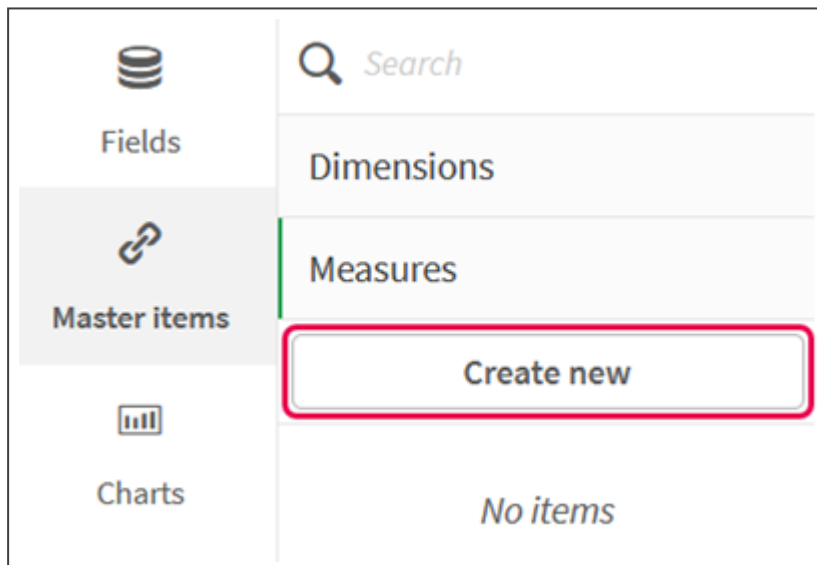 Search
Fields
Dimensions
Measures
Master items
Create new
Charts
No items